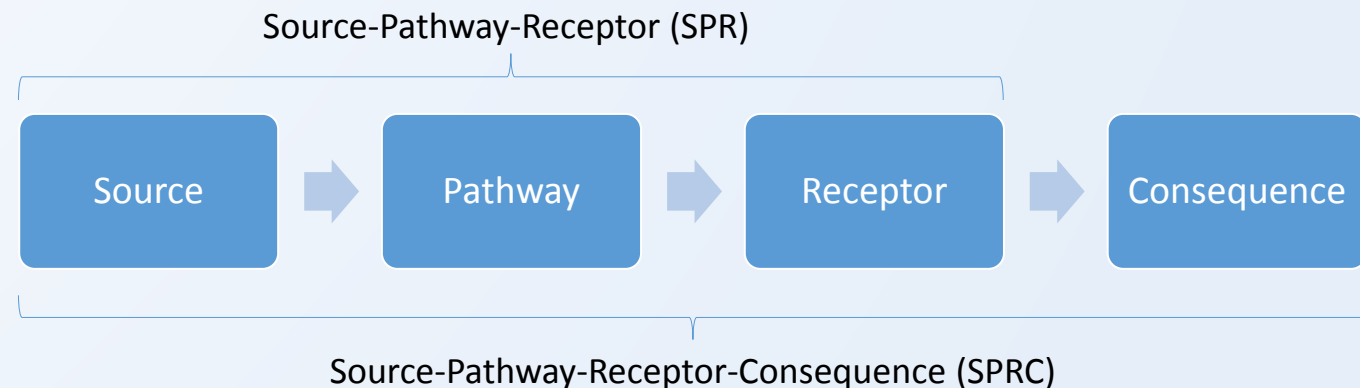 Source-Pathway-Receptor (SPR)
Source
Pathway
Receptor
Consequence
Source-Pathway-Receptor-Consequence (SPRC)